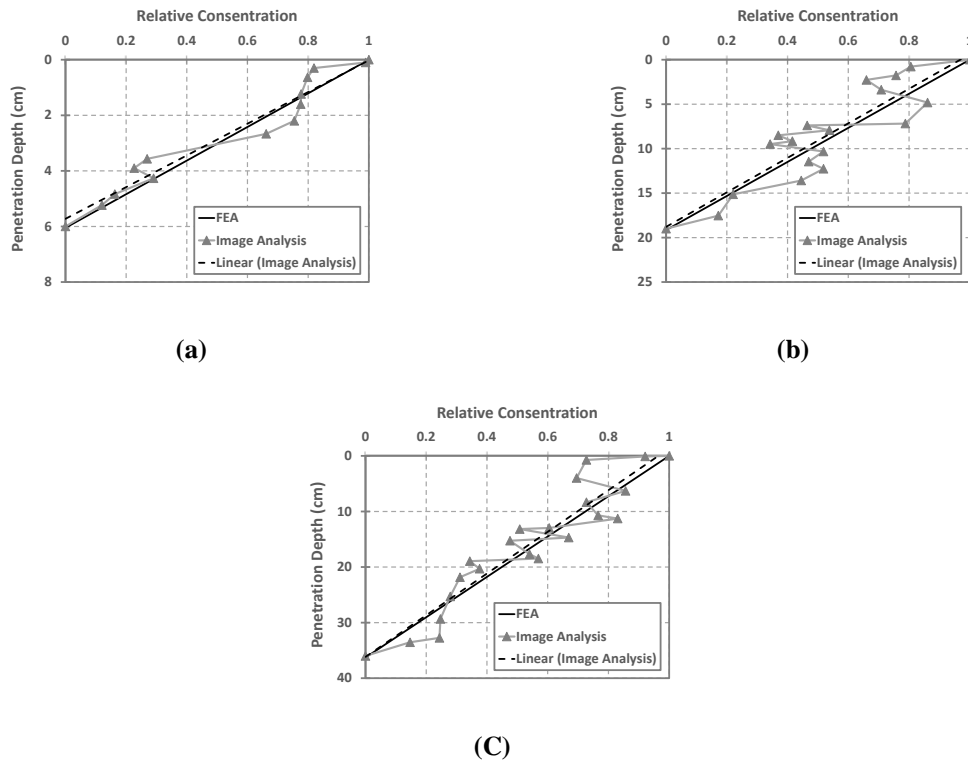 Relative Consentration
0 0.2 0.4 0.6 0.8 1
0
2
4
6
8
Penetration Depth (cm)
FEA
Image Analysis
Linear (Image Analysis)
(a)
Relative Consentration
0 0.2 0.4 0.6 0.8 1
0
5
10
15
20
25
Penetration Depth (cm)
FEA
Image Analysis
Linear (Image Analysis)
(b)
Relative Consentration
0 0.2 0.4 0.6 0.8 1
0
10
20
30
40
Penetration Depth (cm)
FEA
Image Analysis
Linear (Image Analysis)
(C)